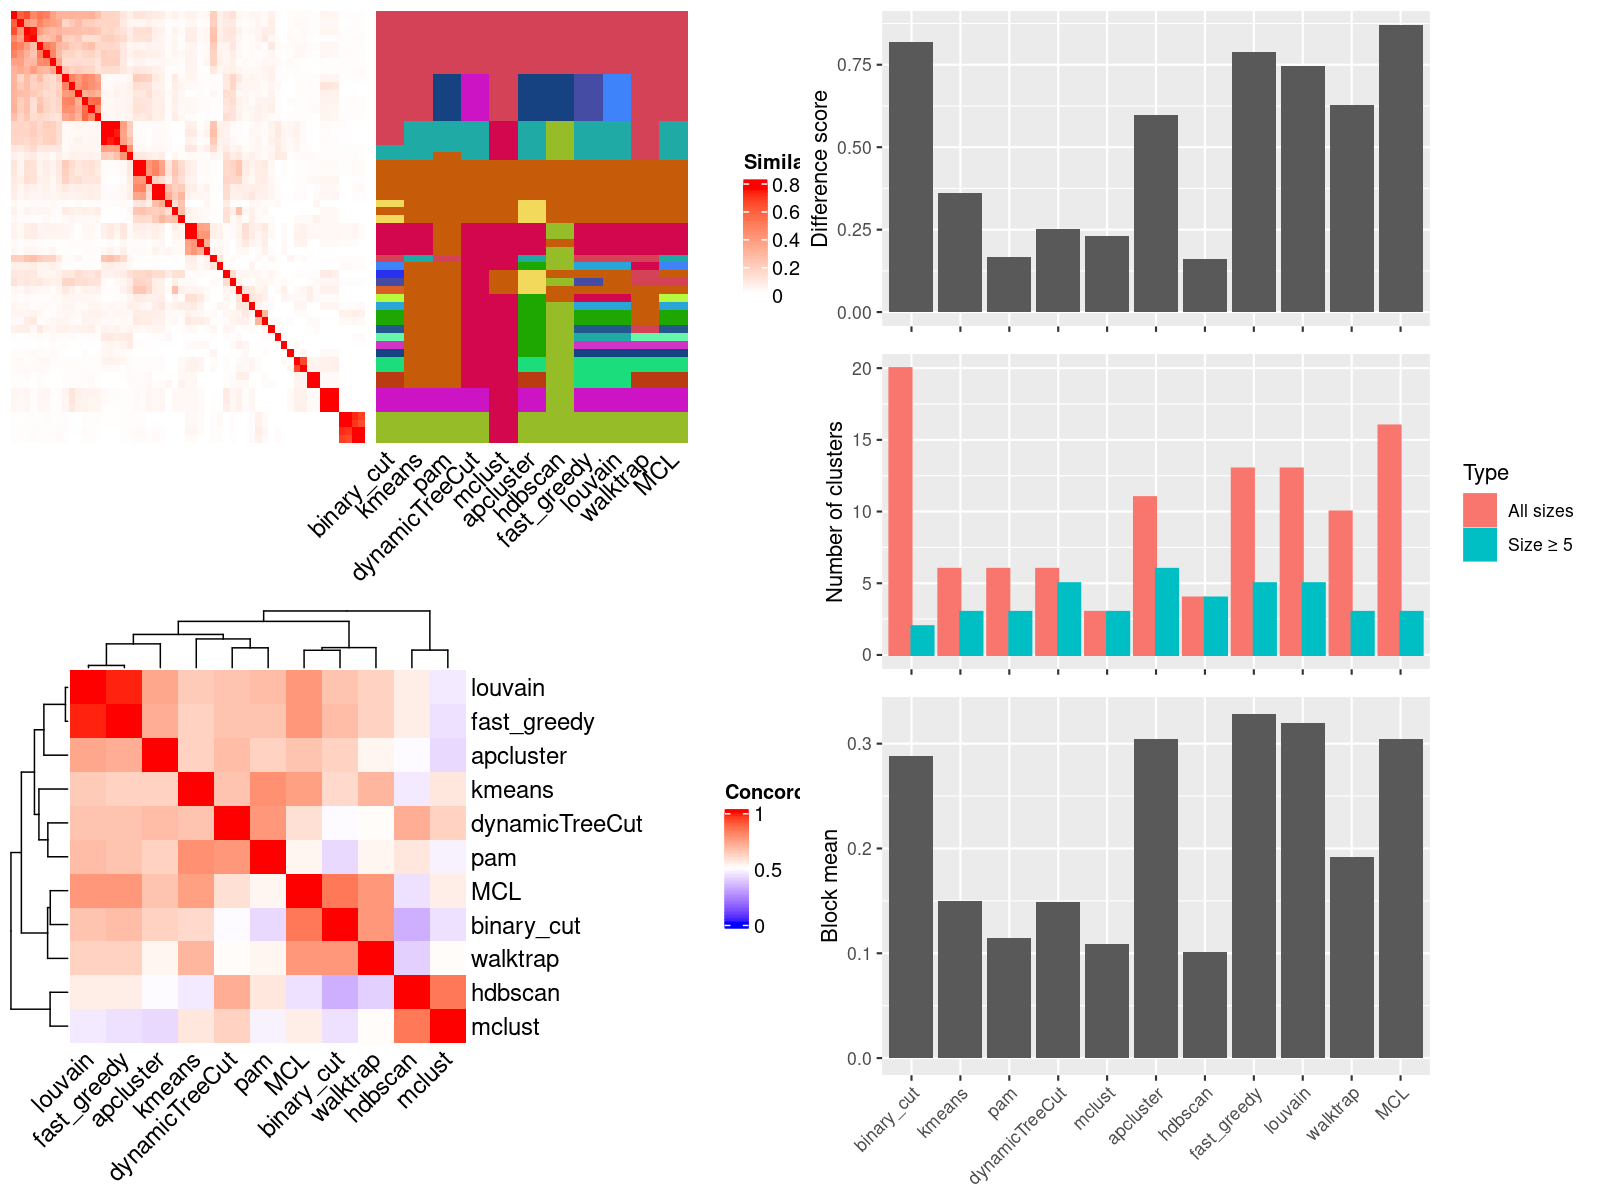 Simila
0.8
0.6
0.4
0.2
0
binary_cut
kmeans
pam
dynamicTreeCut
mclust
apcluster
hdbscan
fast_greedy
louvain
walktrap
MCL
louvain
fast_greedy
apcluster
kmeans
dynamicTreeCut
pam
MCL
binary_cut
walktrap
hdbscan
mclust
louvain
fast_greedy
apcluster
kmeans
dynamicTreeCut
pam
MCL
binary_cut
walktrap
hdbscan
mclust
Concord
1
0.5
0
Difference score
0.75
0.50
0.25
0.00
Number of clusters
20
15
10
5
0
Type
All sizes
Size ≥ 5
Block mean
0.3
0.2
0.1
0.0
binary_cut
kmeans
pam
dynamicTreeCut
mclust
apcluster
hdbscan
fast_greedy
louvain
walktrap
MCL